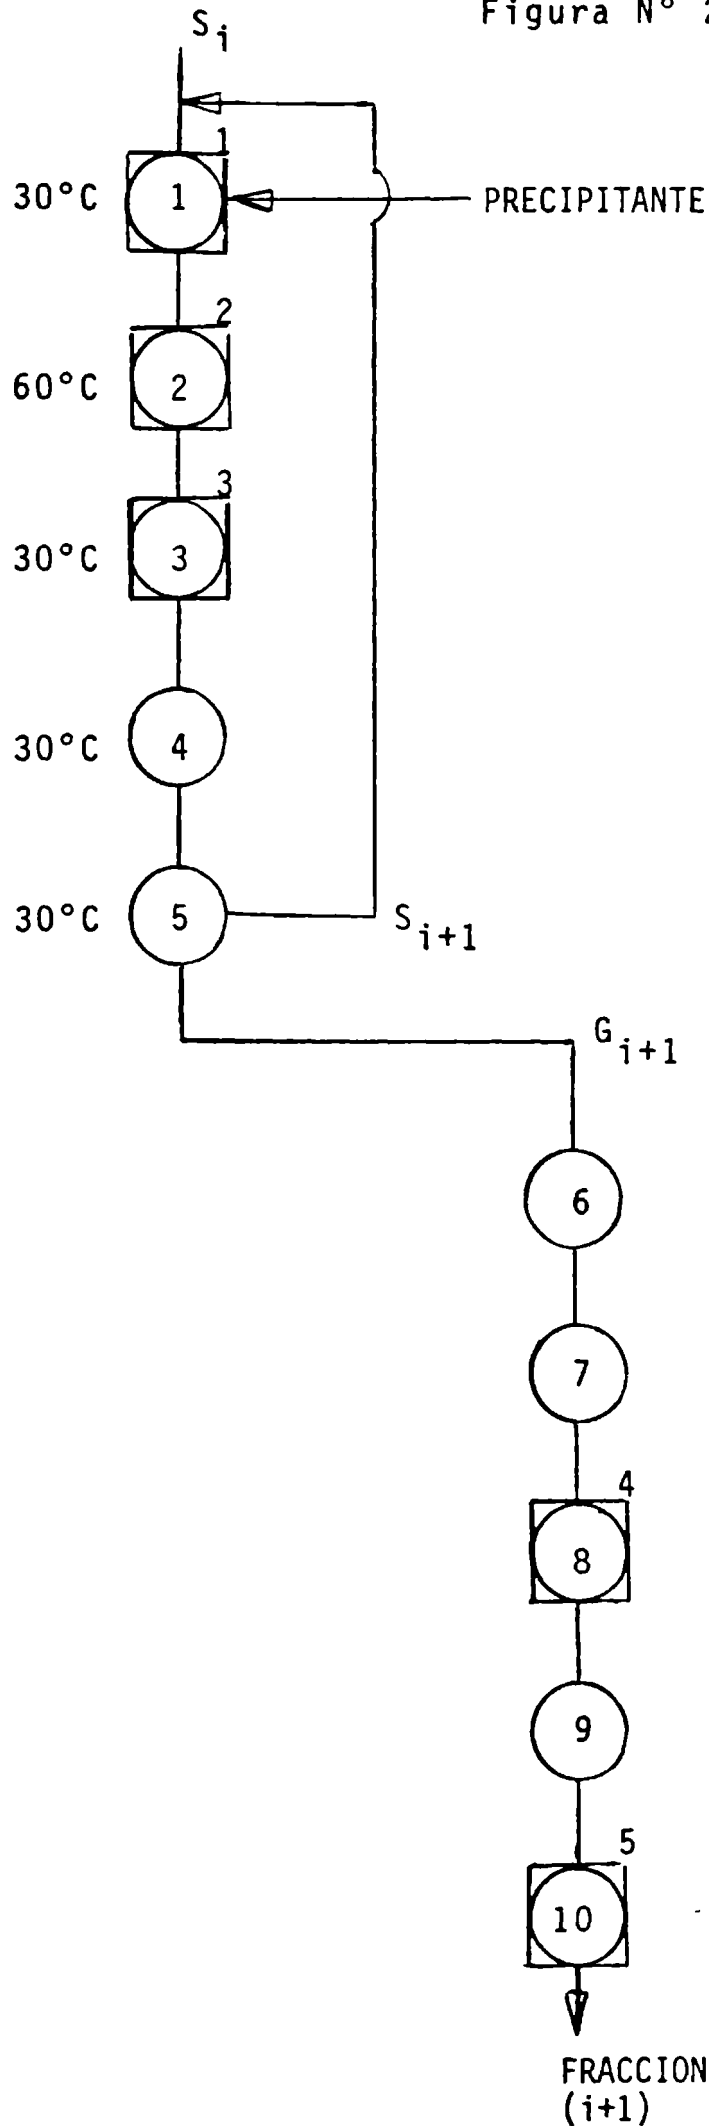 Figura N° 2
S i
1
30°C 1 PRECIPITANTE
2
60°C 2
3
30°C 3
30°C 4
30°C 5 S i+1
G i+1
6
7
4
8
9
5
10
FRACCION
(i+1)